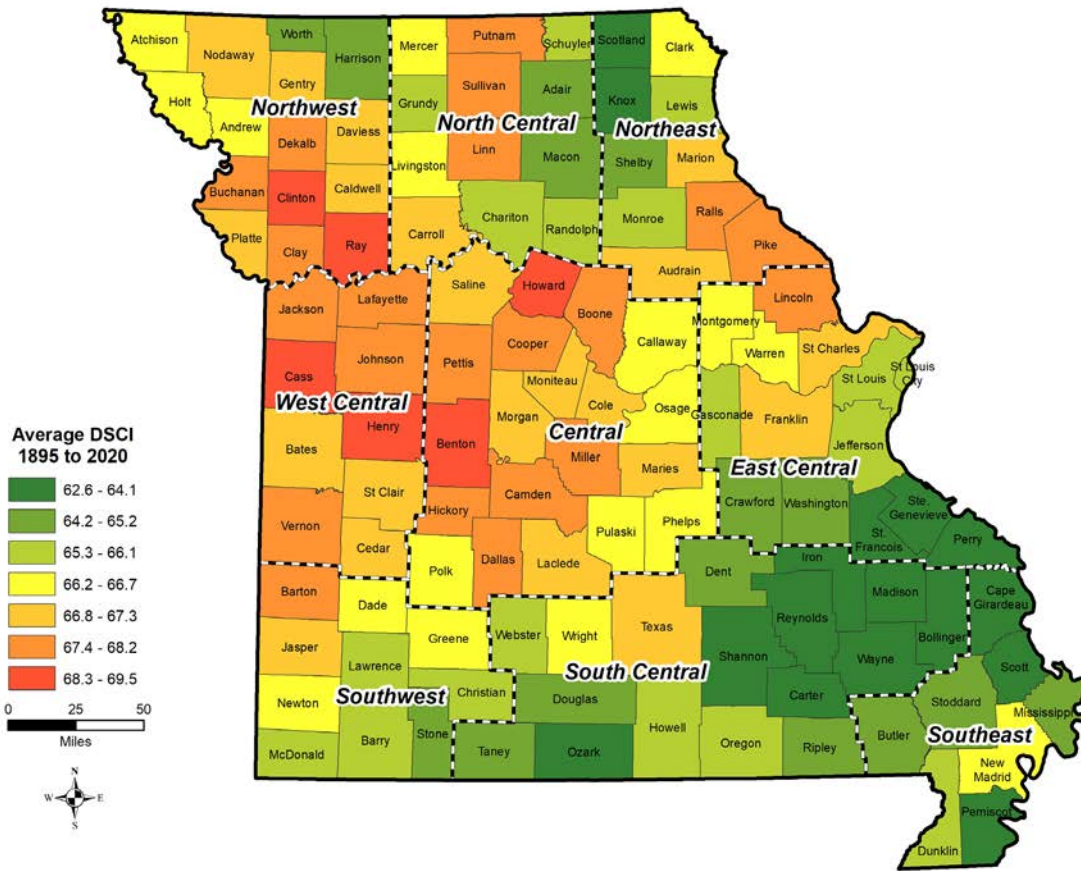 Atchison
Nodaway
Worth
Harrison
Mercer
Putnam
Schuyler
Scotland
Clark
Holt
Andrew
Gentry
Northwest
Daviess
Dekalb
Grundy
Sullivan
North Central
Adair
Knox
Northeast
Lewis
Livingston
Linn
Macon
Shelby
Marion
Buchanan
Clinton
Caldwell
Chariton
Randolph
Monroe
Ralls
Pike
Platte
Clay
Ray
Carroll
Audrain
Jackson
Lafayette
Saline
Howard
Boone
Callaway
Montgomery
Lincoln
Warren
St Charles
Cass
Johnson
Pettis
Cooper
Moniteau
St Louis
St Louis
City
West Central
Henry
Benton
Morgan
Cole
Central
Osage
Gasconade
Franklin
Jefferson
Average DSCI
1895 to 2020
62.6 - 64.1
64.2 - 65.2
65.3 - 66.1
66.2 - 66.7
66.8 - 67.3
67.4 - 68.2
68.3 - 69.5
0 25 50
Miles
N
W E
S
Bates
St Clair
Miller
Maries
East Central
Crawford
Washington
Ste.
Genevieve
St.
Francois
Perry
Vernon
Cedar
Hickory
Camden
Pulaski
Phelps
Polk
Dallas
Laclede
Dent
Iron
Madison
Cape
Girardeau
Barton
Dade
Greene
Webster
Wright
Texas
Reynolds
Bollinger
Jasper
Lawrence
Southwest
Christian
South Central
Shannon
Wayne
Scott
Newton
Douglas
Carter
Stoddard
Mississippi
Southeast
McDonald
Barry
Stone
Taney
Ozark
Howell
Oregon
Ripley
Butler
New
Madrid
Pemiscot
Dunklin